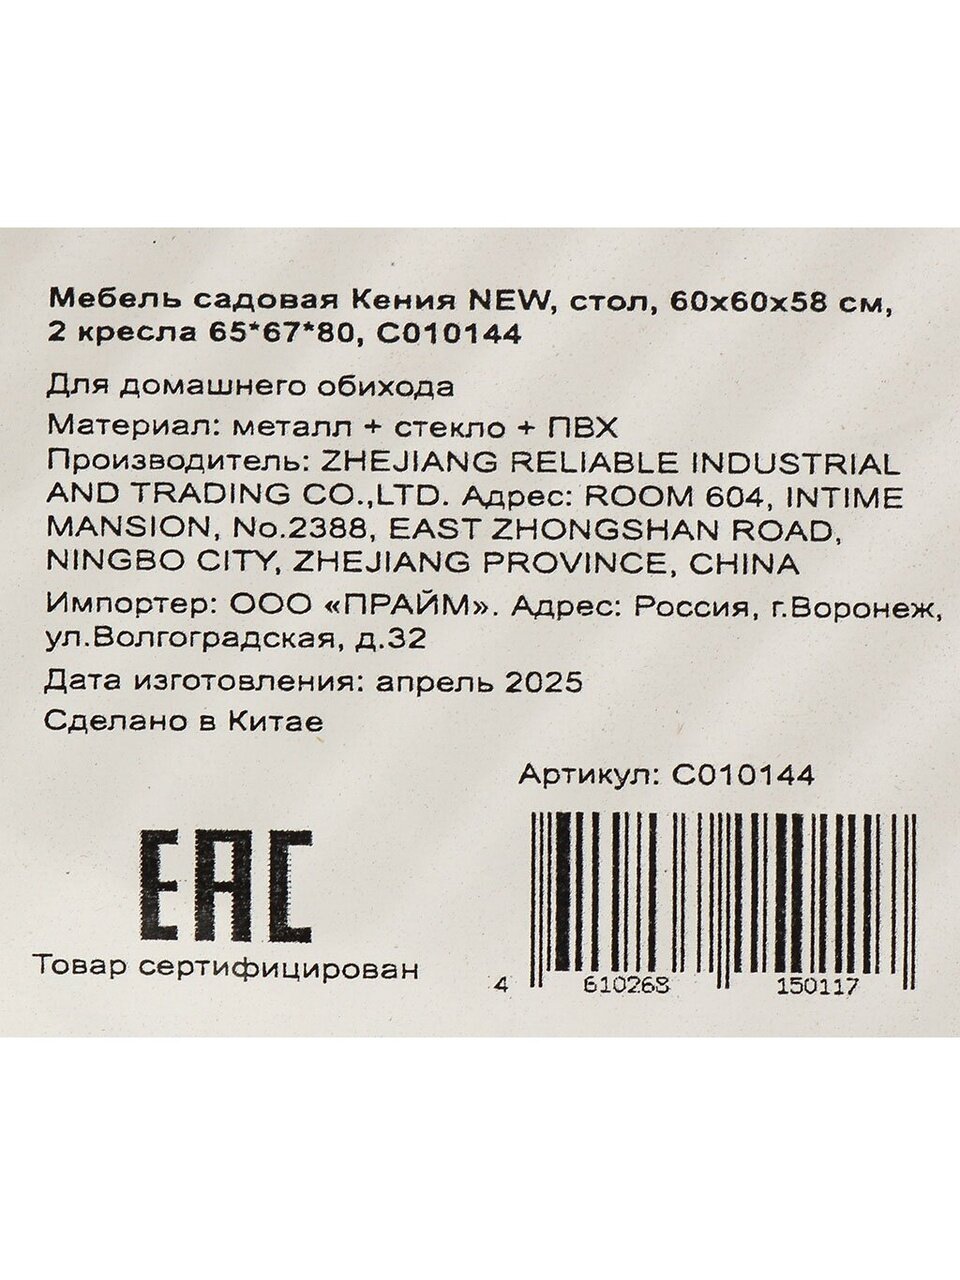 Мебель садовая Кения NEW, стол, 60х60х58 см,
2 кресла 65*67*80, С010144
Для домашнего обихода
Материал: металл + стекло + ПВХ
Производитель: ZHEJIANG RELIABLE INDUSTRIAL
AND TRADING CO.,LTD. Адрес: ROOM 604, INTIME
MANSION, No.2388, EAST ZHONGSHAN ROAD,
NINGBO CITY, ZHEJIANG PROVINCE, CHINA
Импортер: ООО «ПРАЙМ». Адрес: Россия, г.Воронеж,
ул.Волгоградская, д.32
Дата изготовления: апрель 2025
Сделано в Китае
Артикул: С010144
EAC
Товар сертифицирован
4 610268 150117